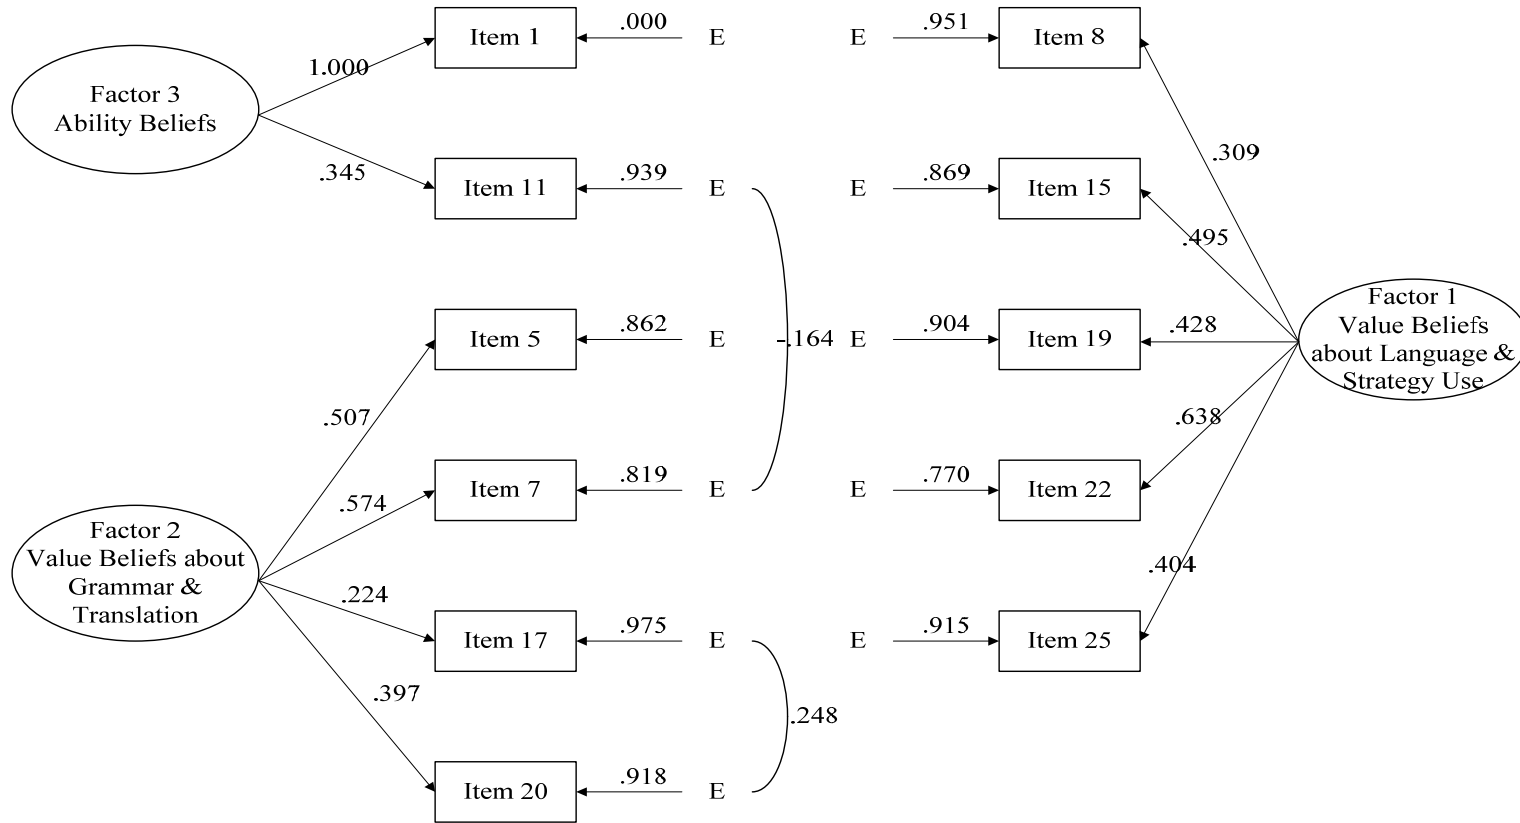 .000
.951
Item 1
E
E
Item 8
1.000
Factor 3
Ability Beliefs
.309
.345
.939
.869
Item 11
E
E
Item 15
.495
Factor 1
Value Beliefs
about Language &
Strategy Use
.862
.904
.428
Item 5
E
-.164
E
Item 19
.507
.638
.574
.819
.770
Item 7
E
E
Item 22
Factor 2
Value Beliefs about
Grammar &
Translation
.404
.224
.975
.915
Item 17
E
E
Item 25
.397
.248
.918
Item 20
E